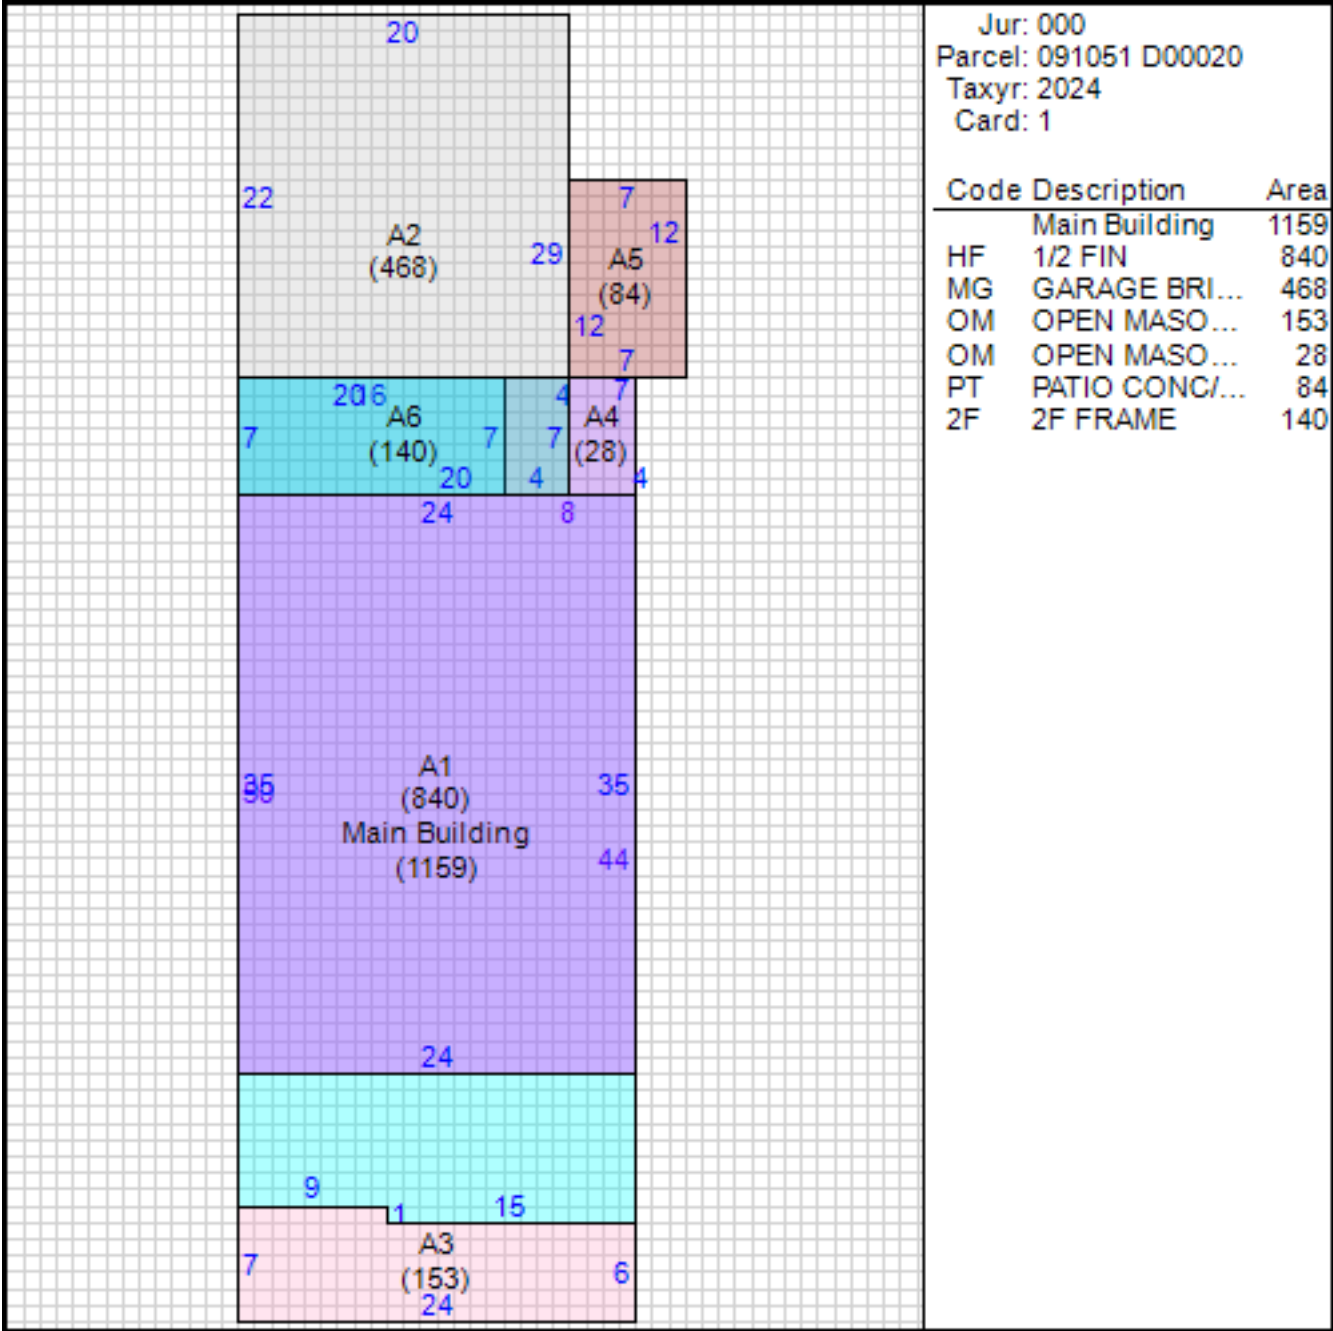 Jur: 000
Parcel: 091051 D00020
Taxyr: 2024
Card: 1
Code Description Area
Main Building 1159
HF 1/2 FIN 840
MG GARAGE BRI... 468
OM OPEN MASO... 153
OM OPEN MASO... 28
PT PATIO CONC/... 84
2F 2F FRAME 140
20
22
A2
(468)
29
7
12
A5
(84)
12
7
20 16
A6
(140)
7
7
20
4
7
4
7
A4
(28)
4
24
8
A1
(840)
Main Building
(1159)
35
35
44
24
9
1
15
A3
(153)
7
6
24